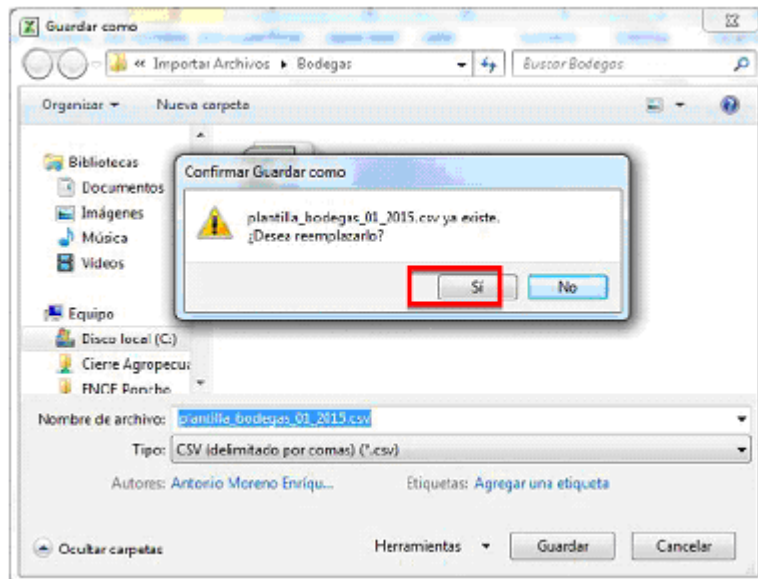 Guardar como
« Importar Archivos ▸ Bodegas
Buscar Bodegas
Organizar
Nueva carpeta
Bibliotecas
Documentos
Imágenes
Música
Vídeos
Equipo
Disco local (C:)
Cierre Agropecua
ENCE Poncho
Confirmar Guardar como
plantilla_bodegas_01_2015.csv ya existe.
¿Desea reemplazarlo?
Sí
No
Nombre de archivo: plantilla_bodegas_01_2015.csv
Tipo: CSV (delimitado por comas) (*.csv)
Autores: Antonio Moreno Enríqu...
Etiquetas: Agregar una etiqueta
Ocultar carpetas
Herramientas
Guardar
Cancelar